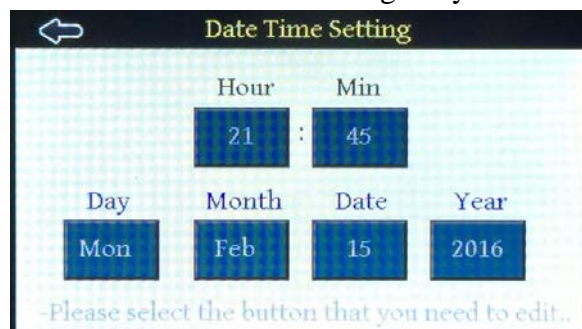 Date Time Setting
Hour Min
21 : 45
Day Month Date Year
Mon Feb 15 2016
-Please select the button that you need to edit..